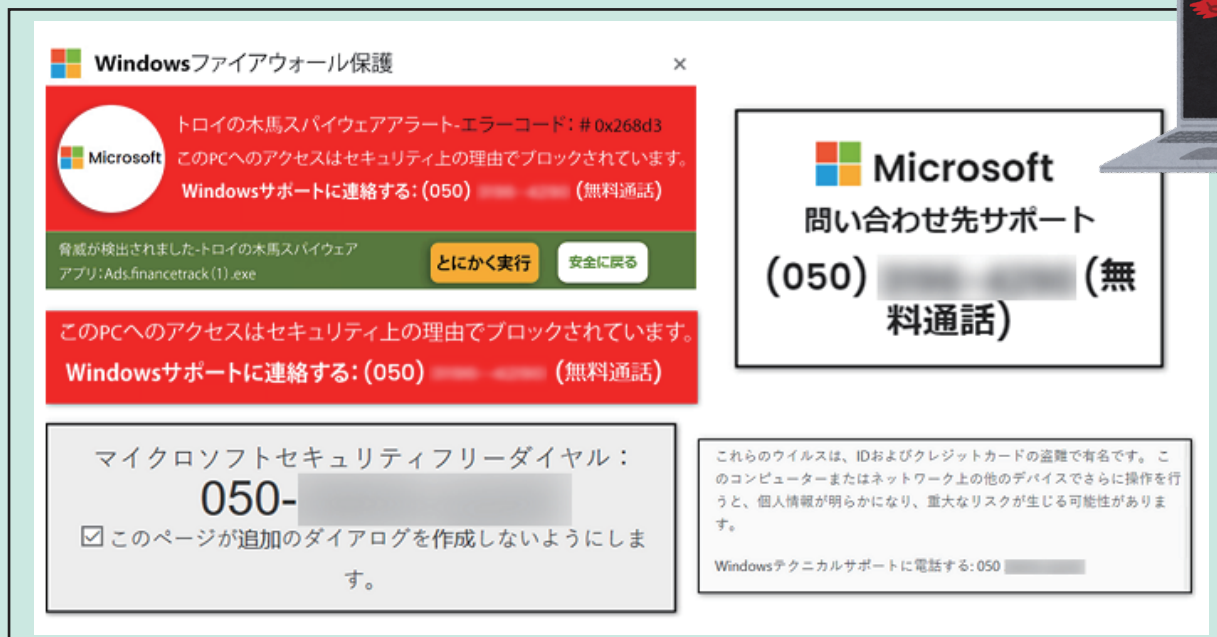 Windowsファイアウォール保護
×
トロイの木馬スパイウェアアラート-エラーコード：# 0x268d3
Microsoft
このPCへのアクセスはセキュリティ上の理由でブロックされています。
Windowsサポートに連絡する：(050) (無料通話)
脅威が検出されました-トロイの木馬スパイウェア
アプリ：Ads.financetrack（1）.exe
とにかく実行
安全に戻る
このPCへのアクセスはセキュリティ上の理由でブロックされています。
Windowsサポートに連絡する：(050) (無料通話)
マイクロソフトセキュリティフリーダイヤル：
050-
このページが追加のダイアログを作成しないようにしま
す。
Microsoft
問い合わせ先サポート
(050) (無
料通話)
これらのウイルスは、IDおよびクレジットカードの盗難で有名です。 こ
のコンピューターまたはネットワーク上の他のデバイスでさらに操作を行
うと、個人情報が明らかになり、重大なリスクが生じる可能性がありま
す。
Windowsテクニカルサポートに電話する: 050